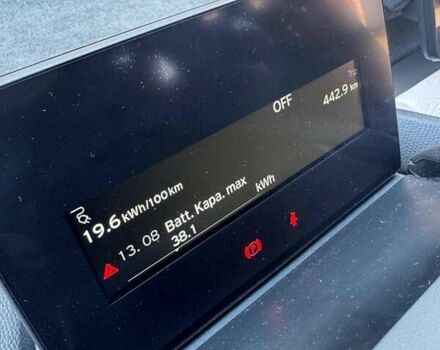 Trip
OFF 442.9 km
19.6 kWh/100km
13. 08 Batt. Kapa. max
38.1 kWh
P